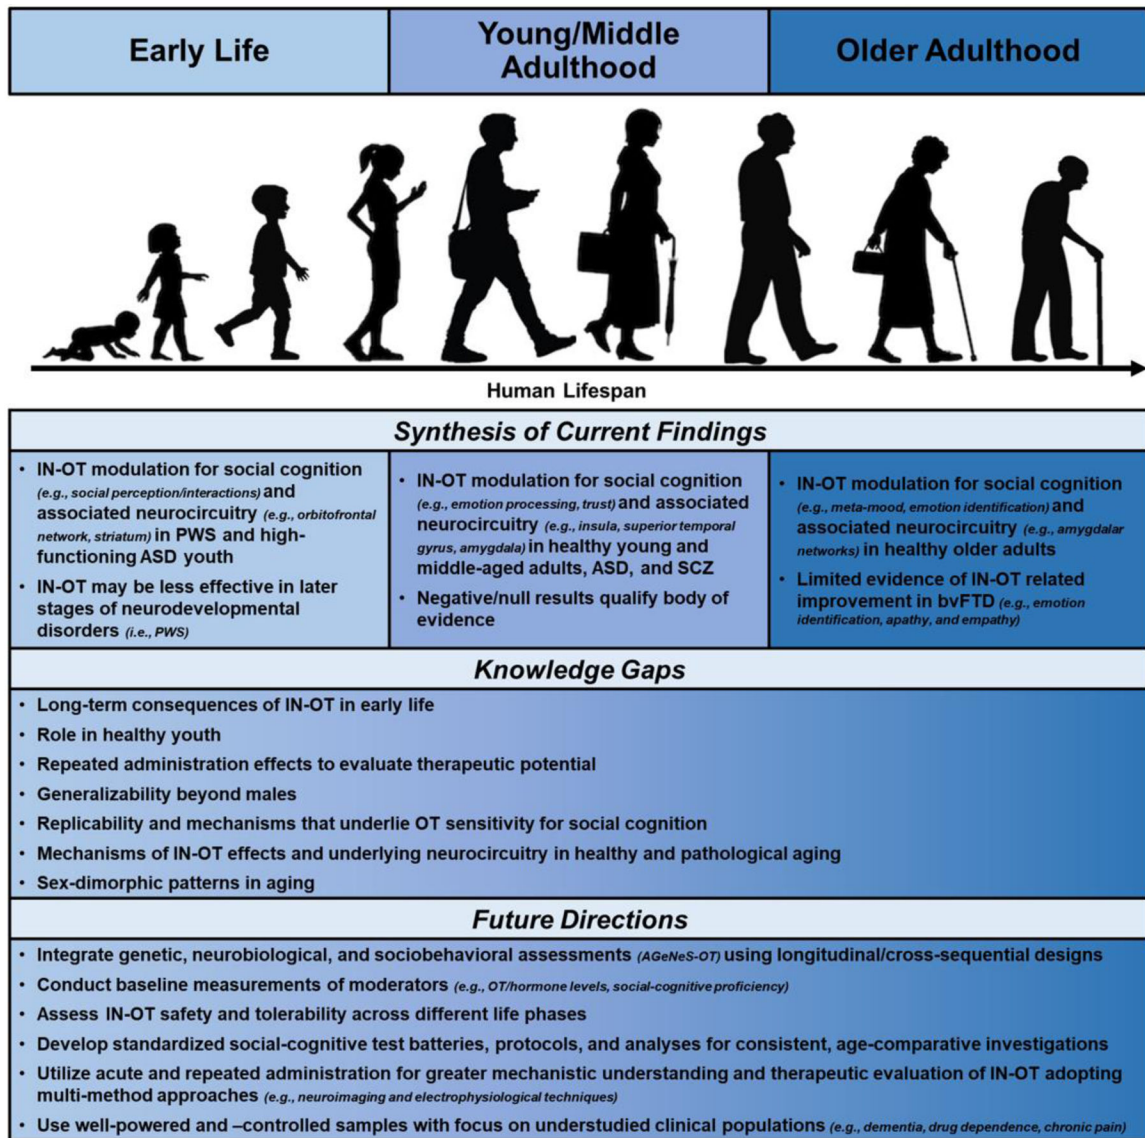 Early Life
Young/Middle
Adulthood
Older Adulthood
Human Lifespan
Synthesis of Current Findings
• IN-OT modulation for social cognition
(e.g., social perception/interactions) and
associated neurocircuitry (e.g., orbitofrontal
network, striatum) in PWS and high-
functioning ASD youth
• IN-OT may be less effective in later
stages of neurodevelopmental
disorders (i.e., PWS)
• IN-OT modulation for social cognition
(e.g., emotion processing, trust) and associated
neurocircuitry (e.g., insula, superior temporal
gyrus, amygdala) in healthy young and
middle-aged adults, ASD, and SCZ
• Negative/null results qualify body of
evidence
• IN-OT modulation for social cognition
(e.g., meta-mood, emotion identification) and
associated neurocircuitry (e.g., amygdalar
networks) in healthy older adults
• Limited evidence of IN-OT related
improvement in bvFTD (e.g., emotion
identification, apathy, and empathy)
Knowledge Gaps
• Long-term consequences of IN-OT in early life
• Role in healthy youth
• Repeated administration effects to evaluate therapeutic potential
• Generalizability beyond males
• Replicability and mechanisms that underlie OT sensitivity for social cognition
• Mechanisms of IN-OT effects and underlying neurocircuitry in healthy and pathological aging
• Sex-dimorphic patterns in aging
Future Directions
• Integrate genetic, neurobiological, and sociobehavioral assessments (AGeNeS-OT) using longitudinal/cross-sequential designs
• Conduct baseline measurements of moderators (e.g., OT/hormone levels, social-cognitive proficiency)
• Assess IN-OT safety and tolerability across different life phases
• Develop standardized social-cognitive test batteries, protocols, and analyses for consistent, age-comparative investigations
• Utilize acute and repeated administration for greater mechanistic understanding and therapeutic evaluation of IN-OT adopting
multi-method approaches (e.g., neuroimaging and electrophysiological techniques)
• Use well-powered and –controlled samples with focus on understudied clinical populations (e.g., dementia, drug dependence, chronic pain)